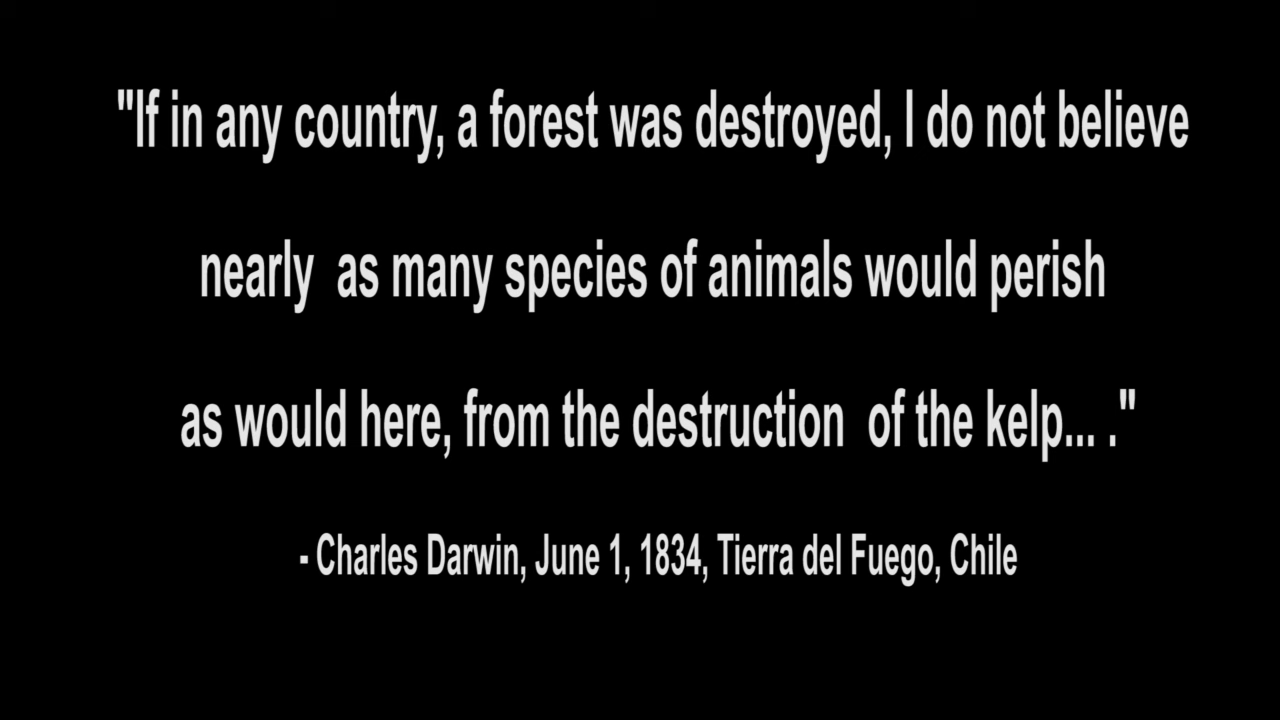 "If in any country, a forest was destroyed, I do not believe
nearly  as many species of animals would perish
as would here, from the destruction  of the kelp... ."
- Charles Darwin, June 1, 1834, Tierra del Fuego, Chile